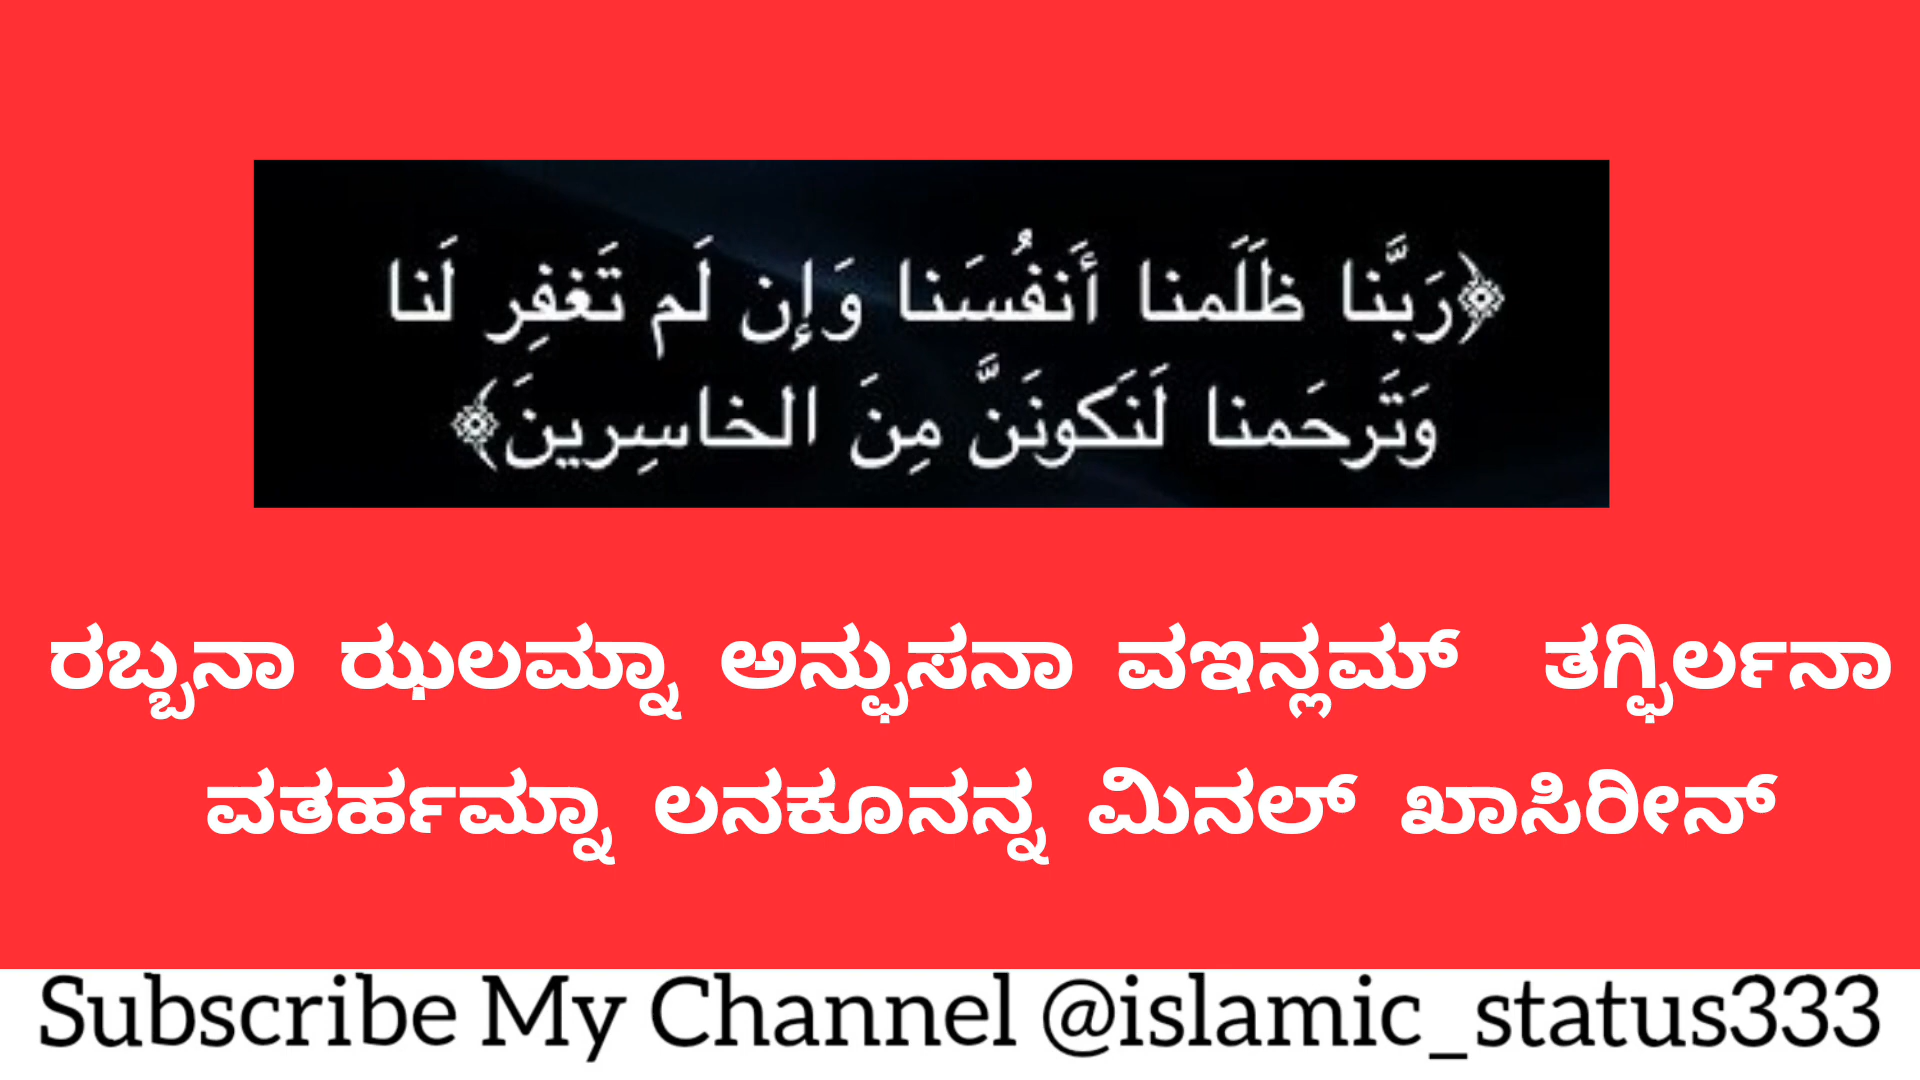 ﴿رَبَّنا ظَلَمنا أَنفُسَنا وَإِن لَم تَغفِر لَنا
وَتَرحَمنا لَنَكونَنَّ مِنَ الخاسِرينَ﴾
ರಬ್ಬನಾ ಝಲಮ್ನಾ ಅನ್ಫುಸನಾ ವಇನ್ಲಮ್ ತಗ್ಫಿರ್ಲನಾ
ವತರ್ಹಮ್ನಾ ಲನಕೂನನ್ನ ಮಿನಲ್ ಖಾಸಿರೀನ್
Subscribe My Channel @islamic_status333